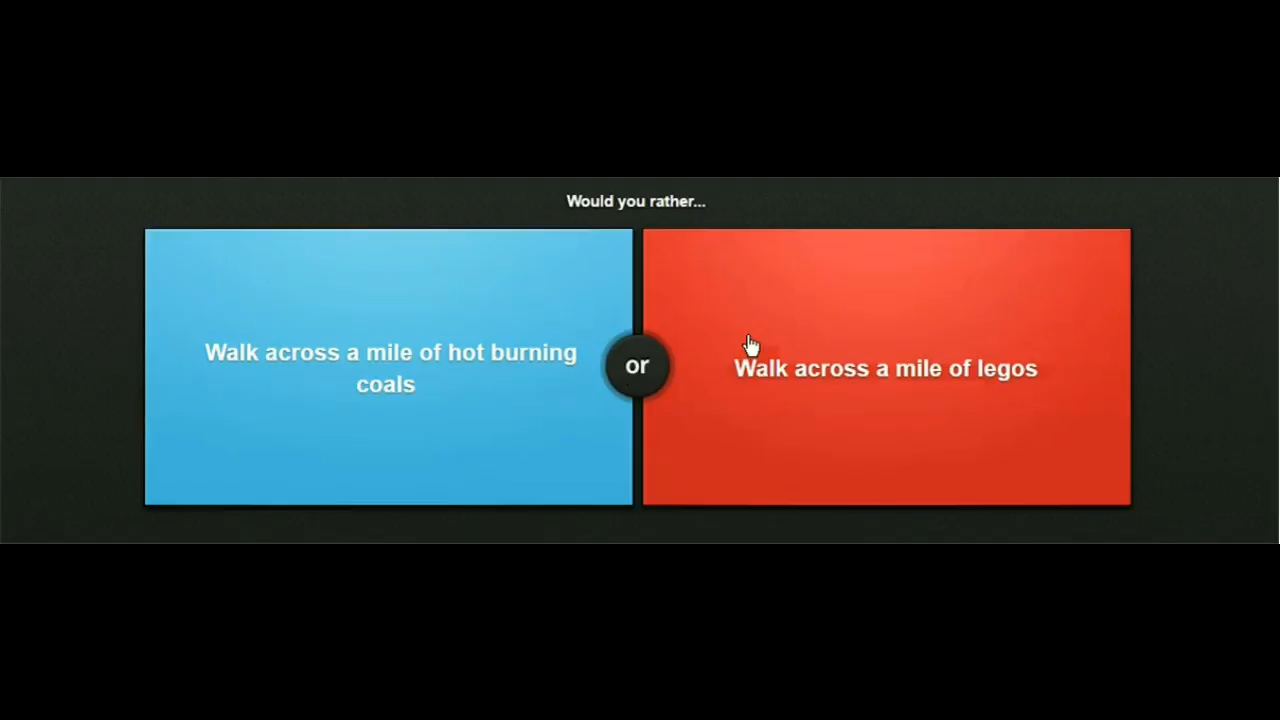 Would you rather...
Walk across a mile of hot burning
coals
or
Walk across a mile of legos